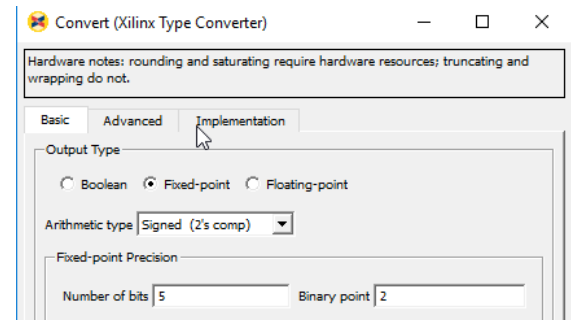 Convert (Xilinx Type Converter)
Hardware notes: rounding and saturating require hardware resources; truncating and
wrapping do not.
Basic Advanced Implementation
Output Type
Boolean Fixed-point Floating-point
Arithmetic type Signed (2's comp)
Fixed-point Precision
Number of bits 5 Binary point 2